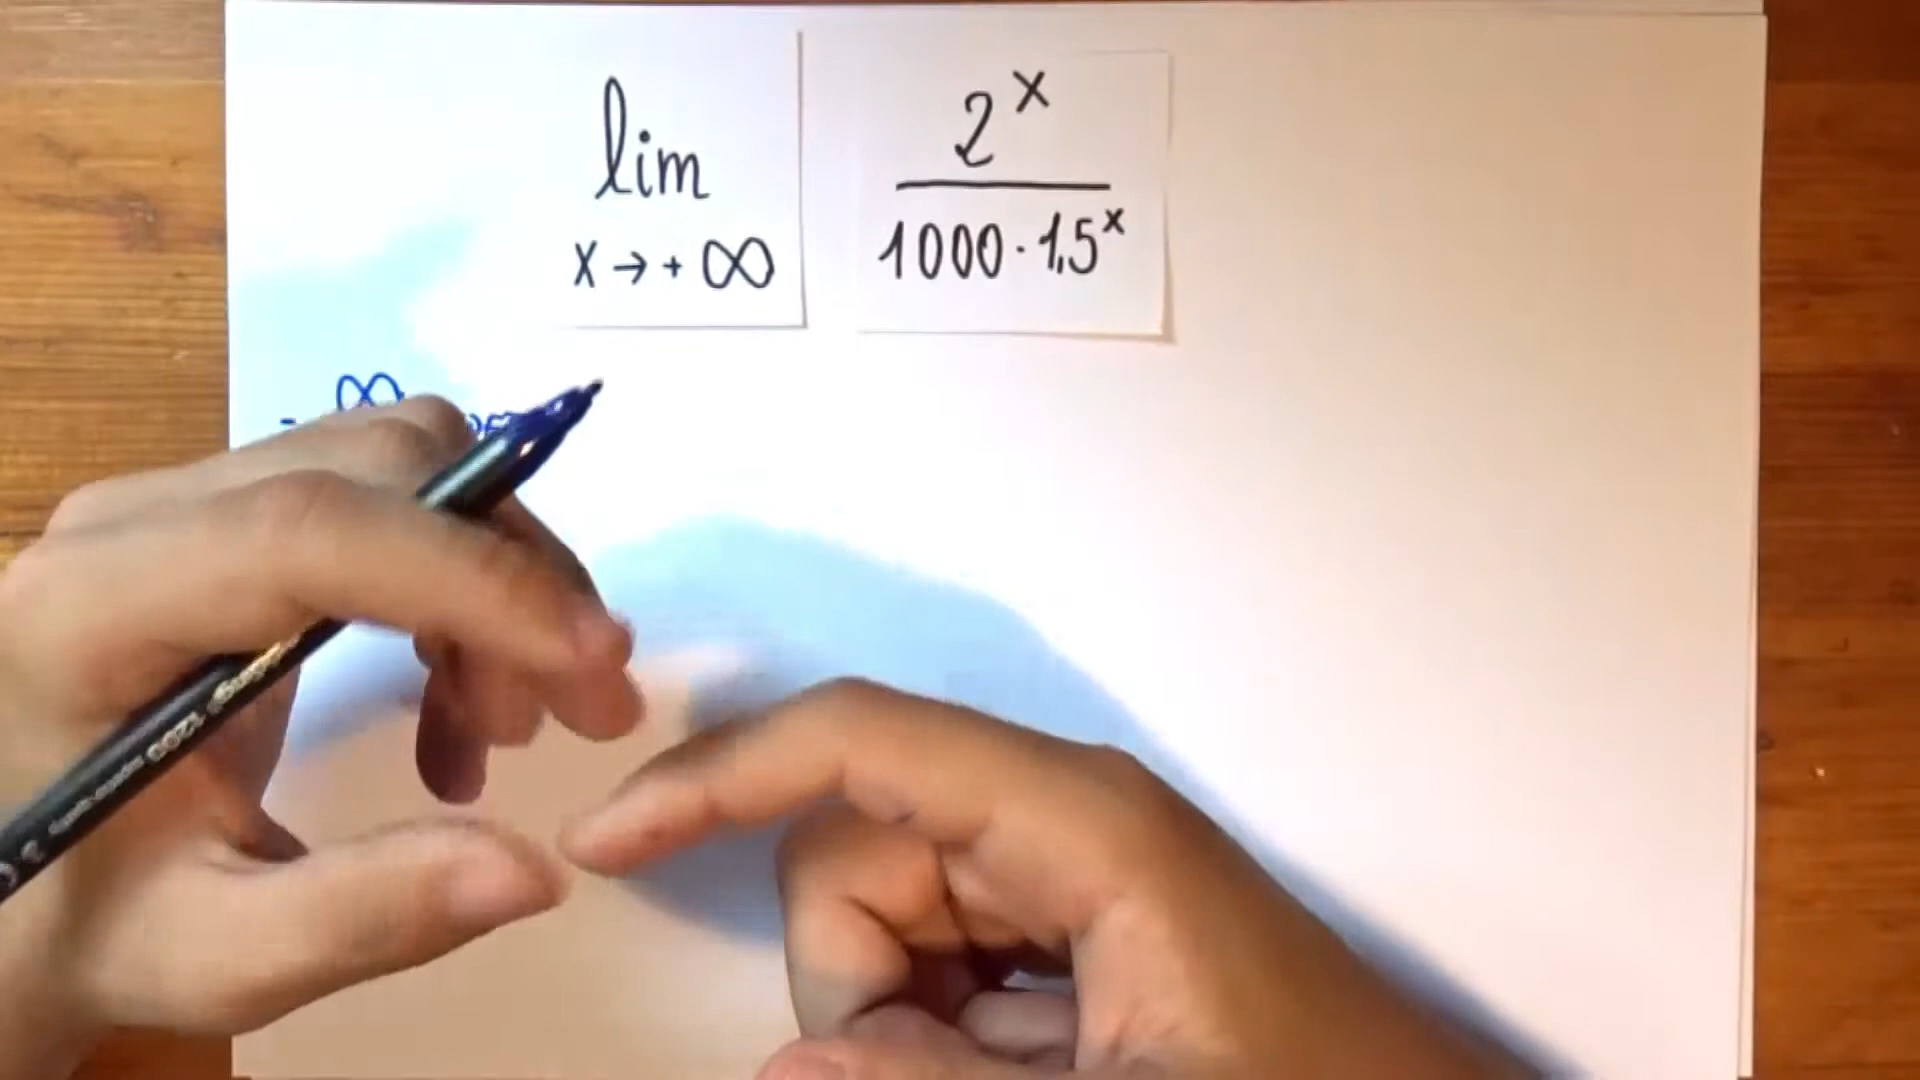 lim
x → + ∞
2^x
1000 · 1,5^x
= ∞